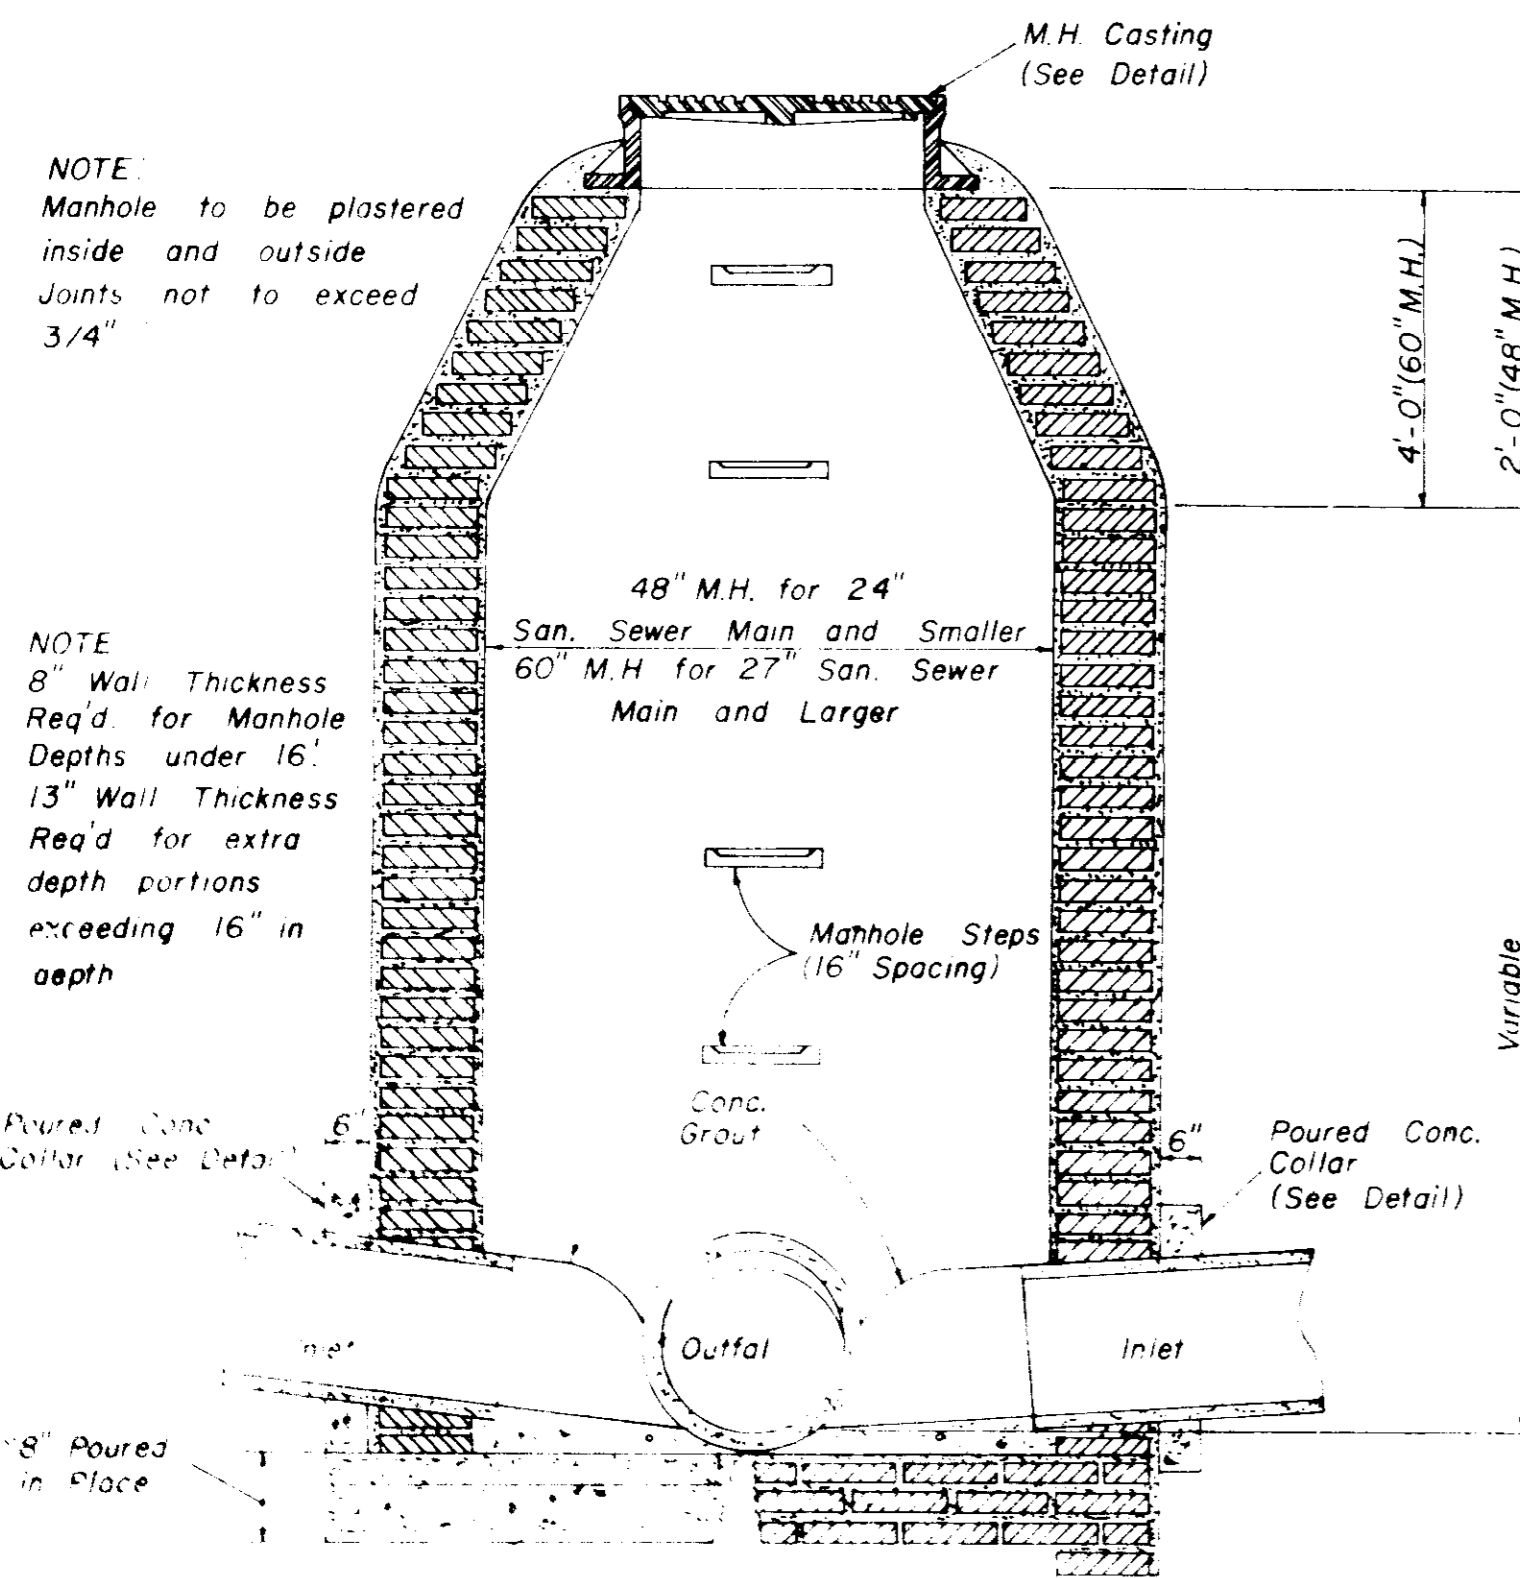 M.H. Casting
(See Detail)
NOTE:
Manhole to be plastered
inside and outside
Joints not to exceed
3/4"
4'-0"(60"M.H.)
2'-0"(48"M.H.)
48" M.H. for 24"
San. Sewer Main and Smaller
60" M.H for 27" San. Sewer
Main and Larger
NOTE
8" Wall Thickness
Req'd. for Manhole
Depths under 16'.
13" Wall Thickness
Req'd for extra
depth portions
exceeding 16" in
depth
Manhole Steps
(16" Spacing)
Variable
Conc.
Grout
Poured Conc
Collar (See Detail)
6"
6"
Poured Conc.
Collar
(See Detail)
Inlet
Outfal
Inlet
8" Poured
in Place